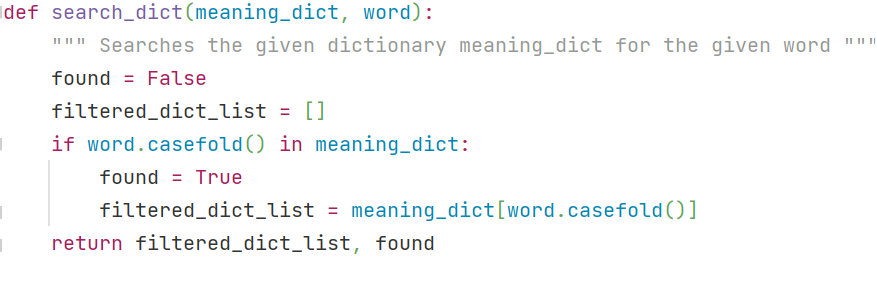 def search_dict(meaning_dict, word):
    """ Searches the given dictionary meaning_dict for the given word """
    found = False
    filtered_dict_list = []
    if word.casefold() in meaning_dict:
        found = True
        filtered_dict_list = meaning_dict[word.casefold()]
    return filtered_dict_list, found